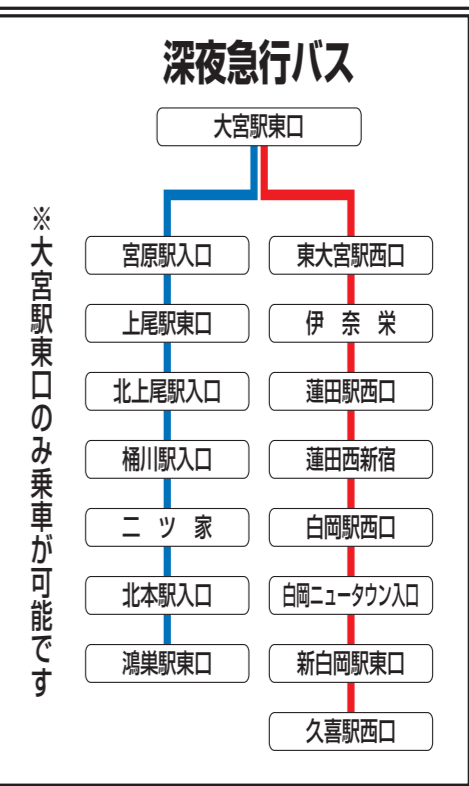 深夜急行バス
大宮駅東口
※大宮駅東口のみ乗車が可能です
宮原駅入口
上尾駅東口
北上尾駅入口
桶川駅入口
二ツ家
北本駅入口
鴻巣駅東口
東大宮駅西口
伊奈栄
蓮田駅西口
蓮田西新宿
白岡駅西口
白岡ニュータウン入口
新白岡駅東口
久喜駅西口